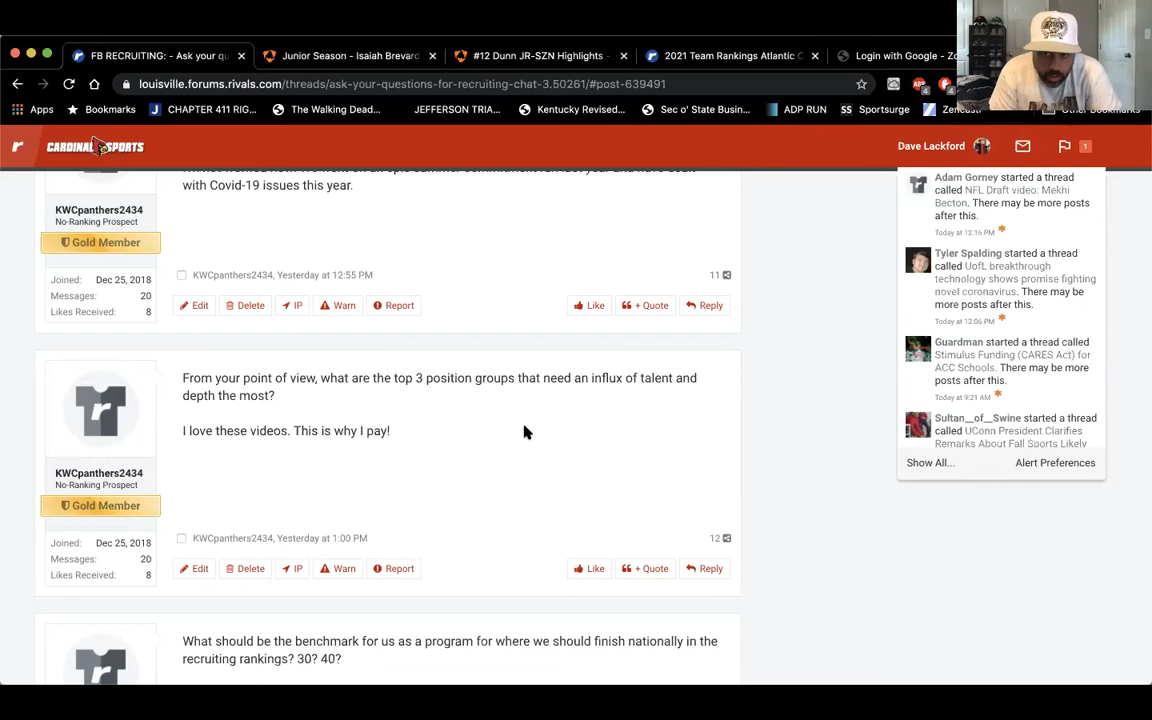 FB RECRUITING: - Ask your qu
Junior Season - Isaiah Brevard
#12 Dunn JR-SZN Highlights -
2021 Team Rankings Atlantic C
Login with Google - Zo
louisville.forums.rivals.com/threads/ask-your-questions-for-recruiting-chat-3.50261/#post-639491
Apps
Bookmarks
CHAPTER 411 RIG...
The Walking Dead...
JEFFERSON TRIA...
Kentucky Revised...
Sec o' State Busin...
ADP RUN
SS Sportsurge
Zencast
Other Bookmarks
r
CARDINAL SPORTS
Dave Lackford
1
with Covid-19 issues this year.
KWCpanthers2434
No-Ranking Prospect
Gold Member
Joined: Dec 25, 2018
Messages: 20
Likes Received: 8
KWCpanthers2434, Yesterday at 12:55 PM
11
Edit
Delete
IP
Warn
Report
Like
+ Quote
Reply
From your point of view, what are the top 3 position groups that need an influx of talent and
depth the most?
I love these videos. This is why I pay!
r
KWCpanthers2434
No-Ranking Prospect
Gold Member
Joined: Dec 25, 2018
Messages: 20
Likes Received: 8
KWCpanthers2434, Yesterday at 1:00 PM
12
Edit
Delete
IP
Warn
Report
Like
+ Quote
Reply
What should be the benchmark for us as a program for where we should finish nationally in the
recruiting rankings? 30? 40?
Adam Gorney started a thread
called NFL Draft video: Mekhi
Becton. There may be more posts
after this.
Today at 12:16 PM
Tyler Spalding started a thread
called UofL breakthrough
technology shows promise fighting
novel coronavirus. There may be
more posts after this.
Today at 12:06 PM
Guardman started a thread called
Stimulus Funding (CARES Act) for
ACC Schools. There may be more
posts after this.
Today at 9:21 AM
Sultan__of__Swine started a thread
called UConn President Clarifies
Remarks About Fall Sports Likely
Show All...
Alert Preferences